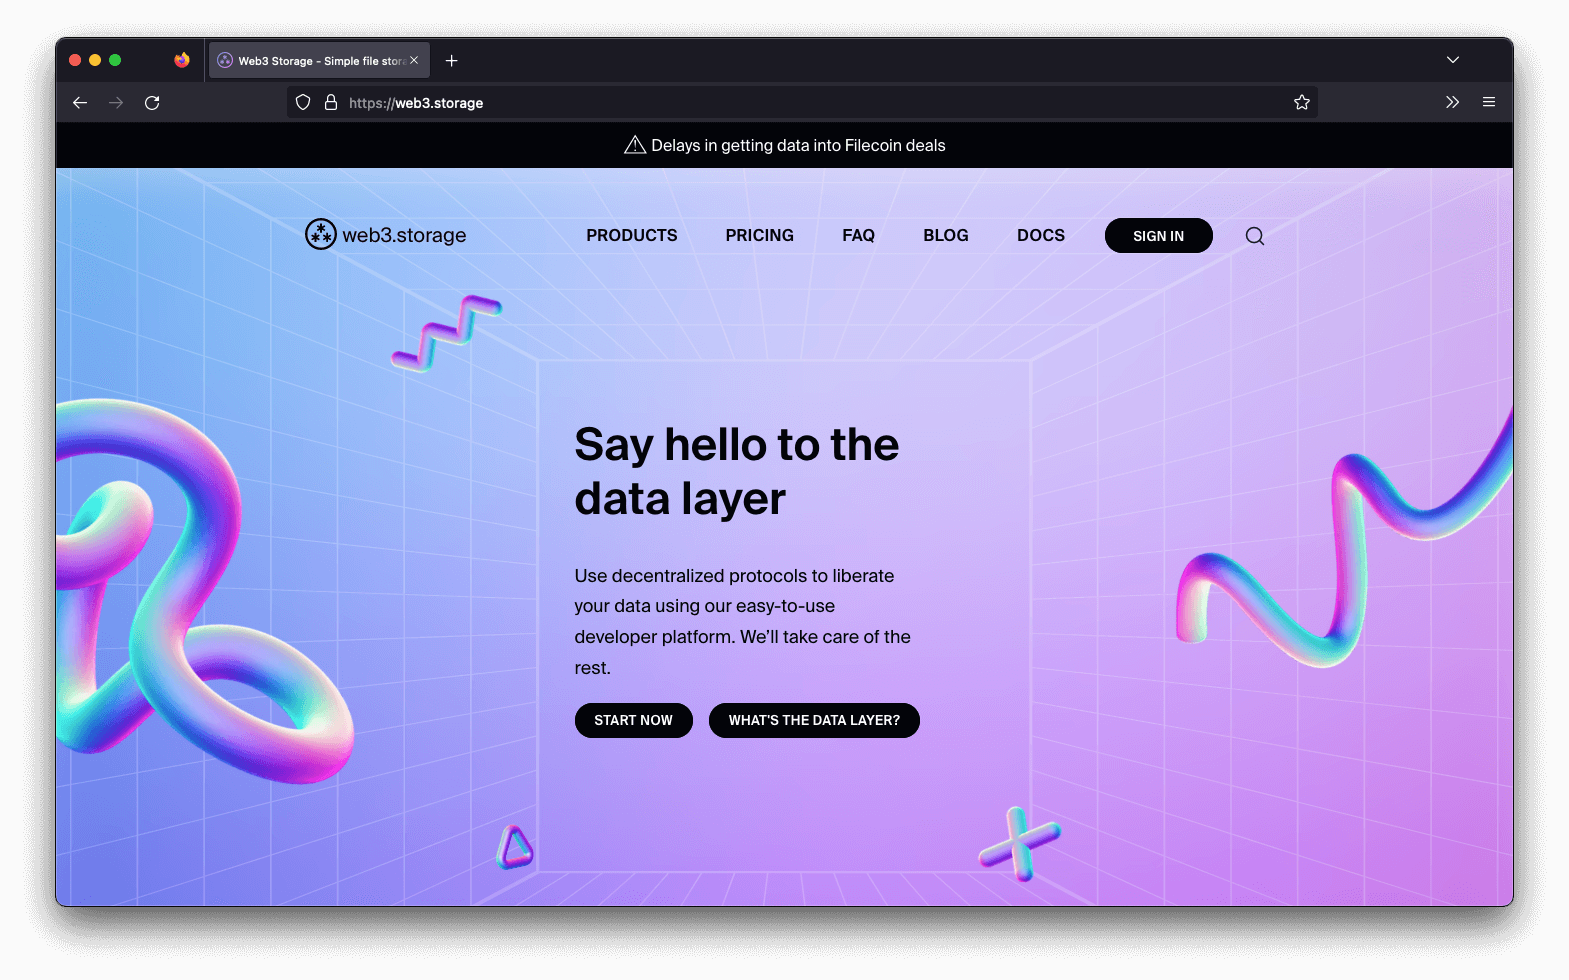 Web3 Storage - Simple file stor
https://web3.storage
Delays in getting data into Filecoin deals
web3.storage
PRODUCTS
PRICING
FAQ
BLOG
DOCS
SIGN IN
Say hello to the
data layer
Use decentralized protocols to liberate
your data using our easy-to-use
developer platform. We’ll take care of the
rest.
START NOW
WHAT’S THE DATA LAYER?